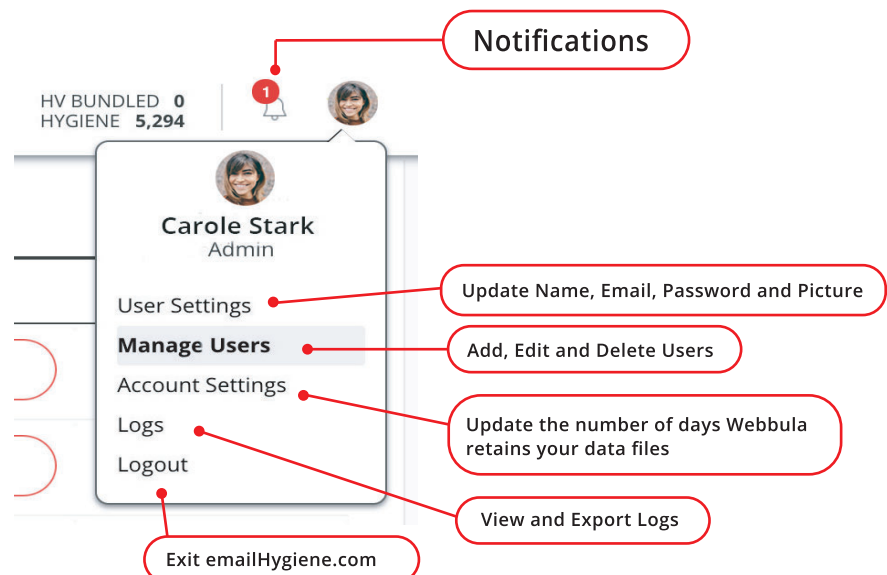 Notifications
1
HV BUNDLED 0
HYGIENE 5,294
Carole Stark
Admin
User Settings
Update Name, Email, Password and Picture
Manage Users
Add, Edit and Delete Users
Account Settings
Update the number of days Webbula
retains your data files
Logs
View and Export Logs
Logout
Exit emailHygiene.com